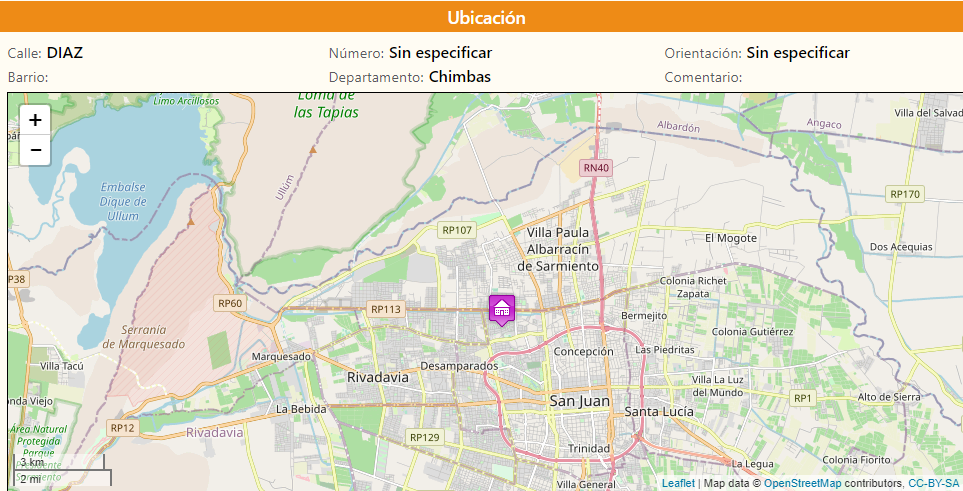 Ubicación
Calle: DIAZ
Número: Sin especificar
Orientación: Sin especificar
Barrio:
Departamento: Chimbas
Comentario:
+
−
Limo Arcillosos
Loma de
las Tapias
Albardón
Angaco
Villa del Salvad
RN40
Ullúm
Embalse
Dique de
Ullum
RP170
RP107
Villa Paula
Albarracín
de Sarmiento
El Mogote
Dos Acequias
P38
Colonia Richet
Zapata
RP60
RP113
Bermejito
Serranía
de Marquesado
Colonia Gutiérrez
Marquesado
Concepción
Las Piedritas
Villa Tacú
Desamparados
Rivadavia
Villa La Luz
del Mundo
onda Viejo
La Bebida
San Juan
Santa Lucía
RP1
Alto de Sierra
Área Natural
Protegida
Parque
RP12
Rivadavia
RP129
Trinidad
3 km
2 mi
La Legua
Colonia Fiorito
Villa General
Leaflet | Map data © OpenStreetMap contributors, CC-BY-SA